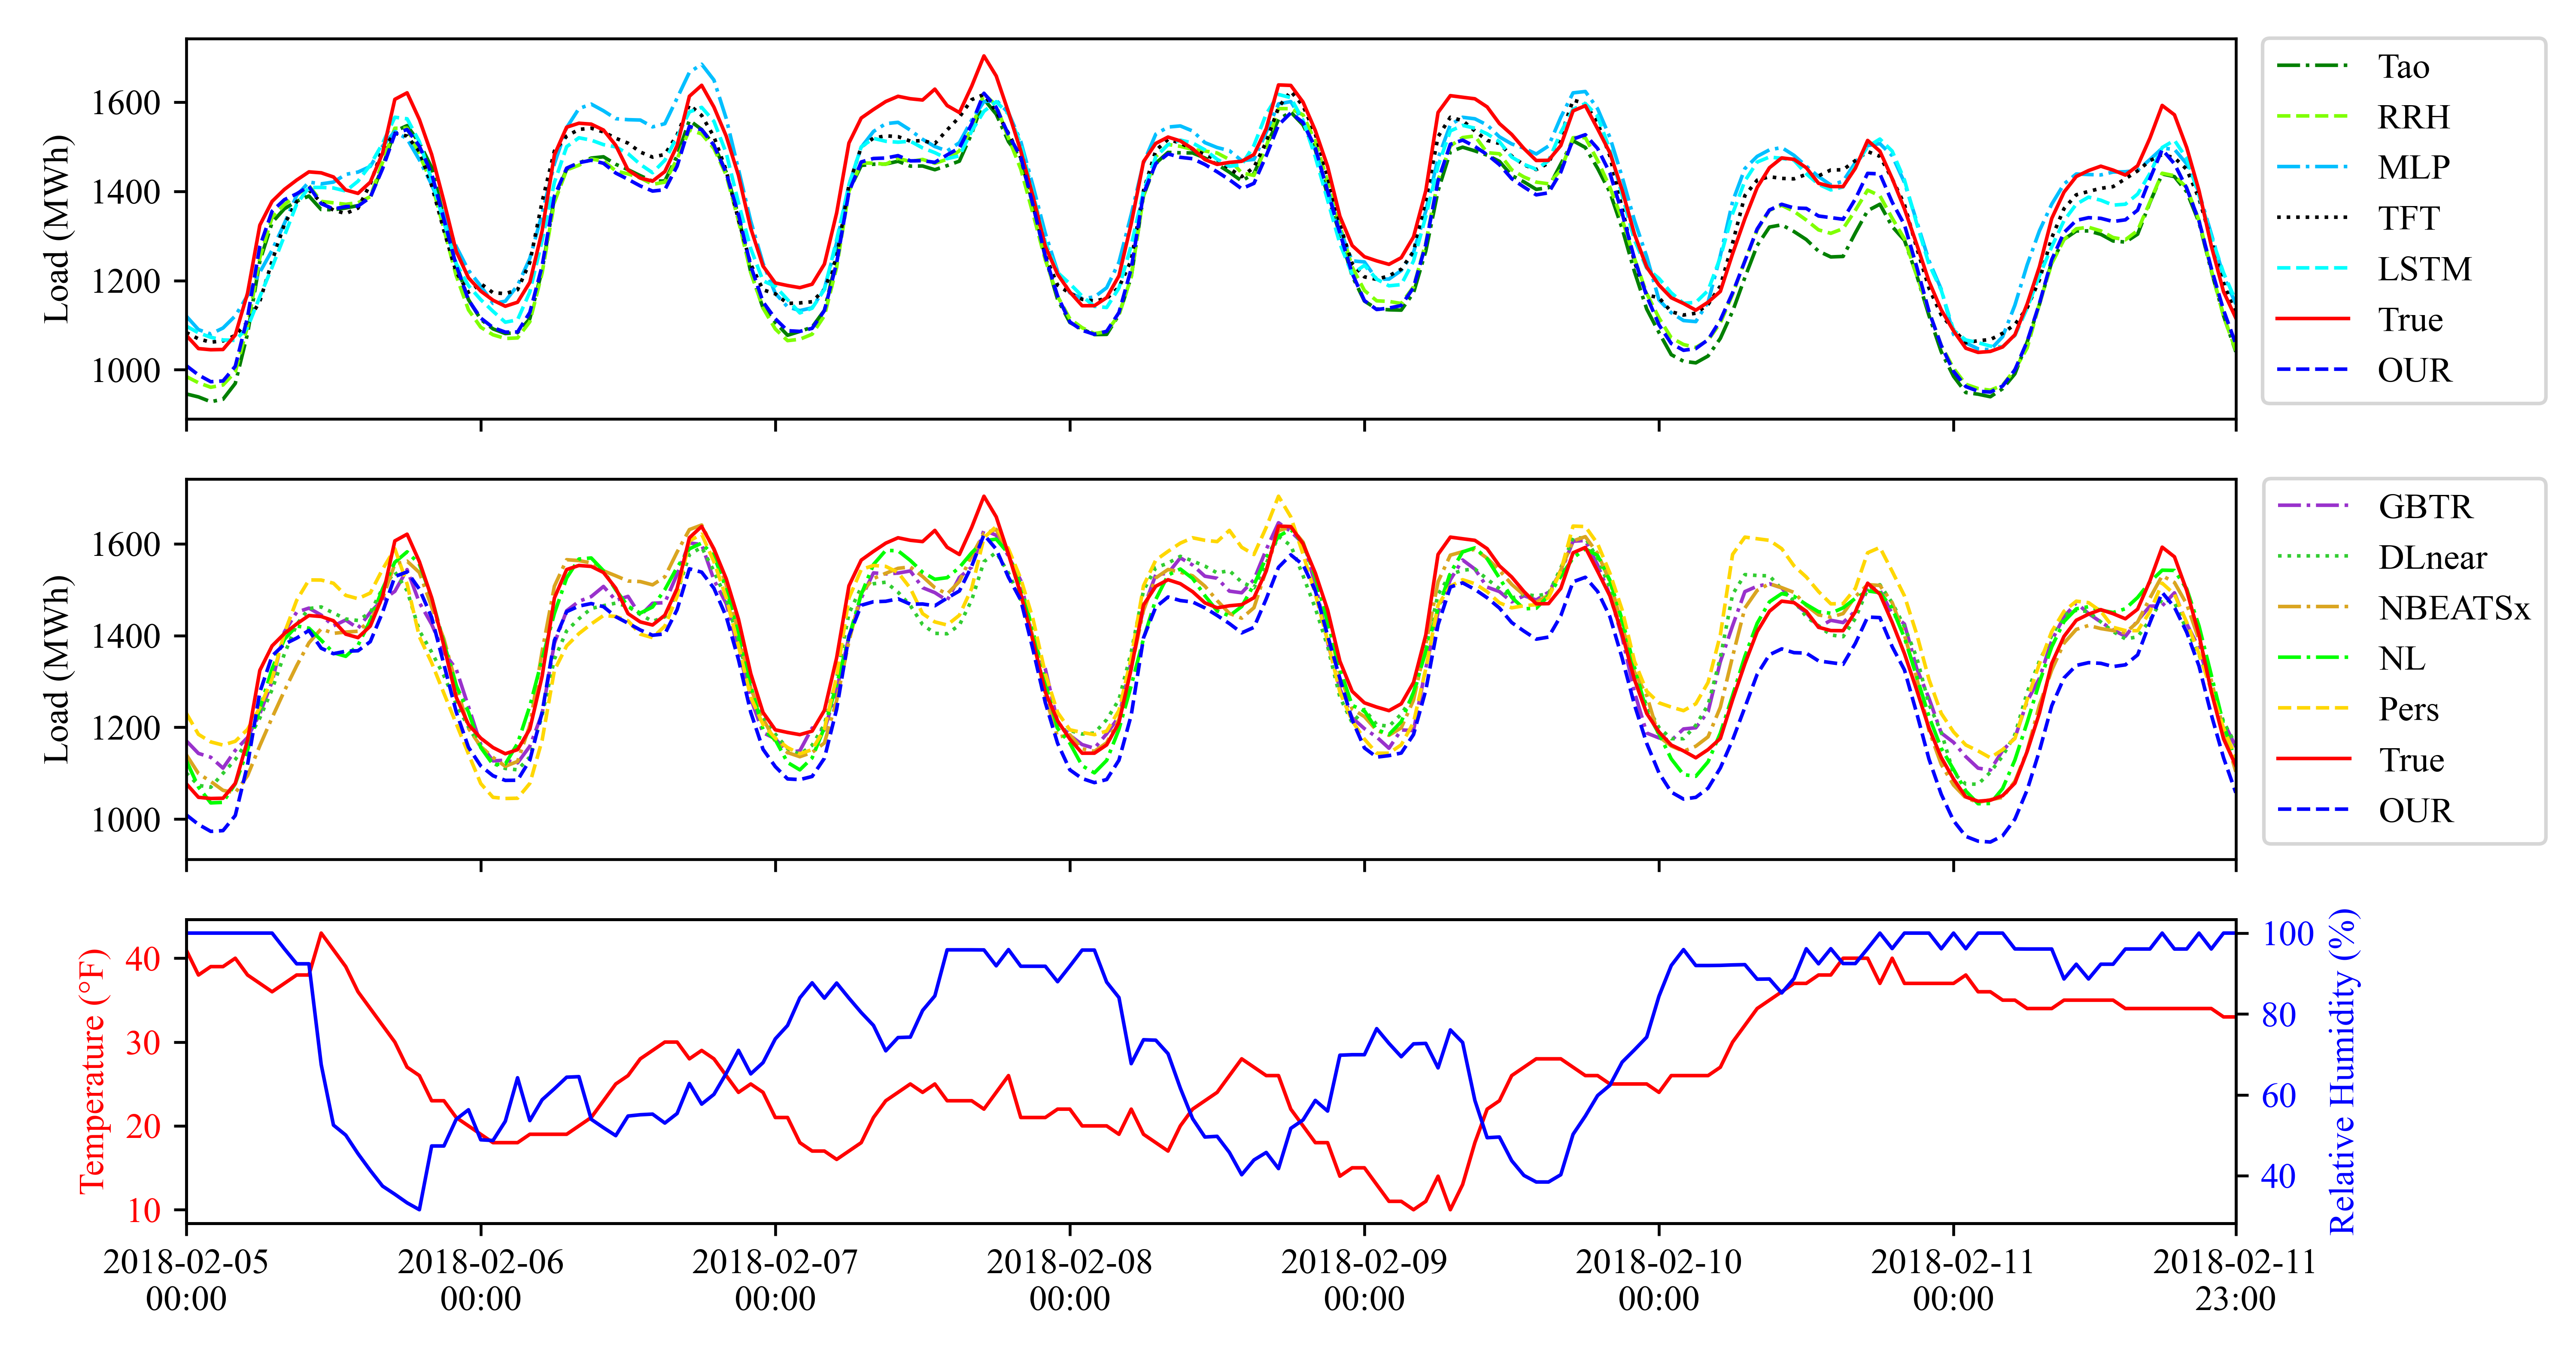 Load (MWh)
1600
1400
1200
1000
Tao
RRH
MLP
TFT
LSTM
True
OUR
Load (MWh)
1600
1400
1200
1000
GBTR
DLnear
NBEATSx
NL
Pers
True
OUR
Temperature (°F)
40
30
20
10
100
80
60
40
Relative Humidity (%)
2018-02-05 2018-02-06 2018-02-07 2018-02-08 2018-02-09 2018-02-10 2018-02-11 2018-02-11
00:00 00:00 00:00 00:00 00:00 00:00 00:00 23:00